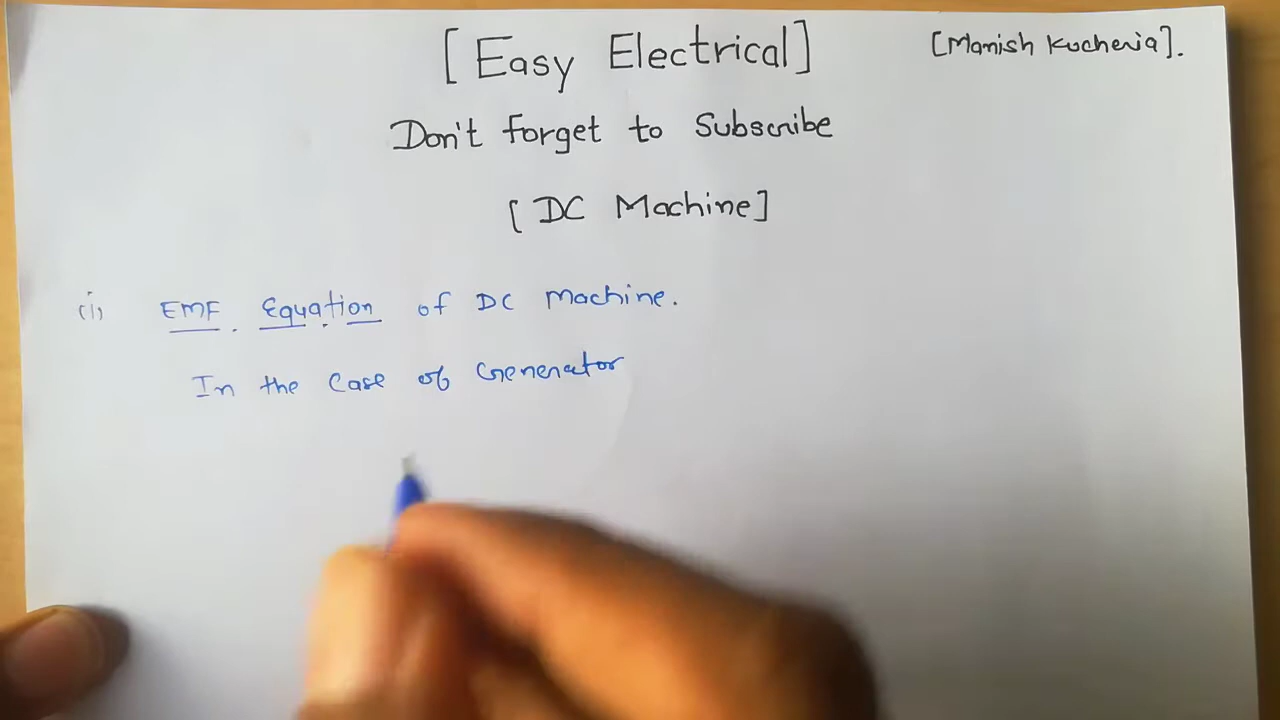 [Easy Electrical]
[Manish Kucheria].
Don't forget to Subscribe
[DC Machine]
(i) EMF Equation of DC Machine.
In the Case of Generator